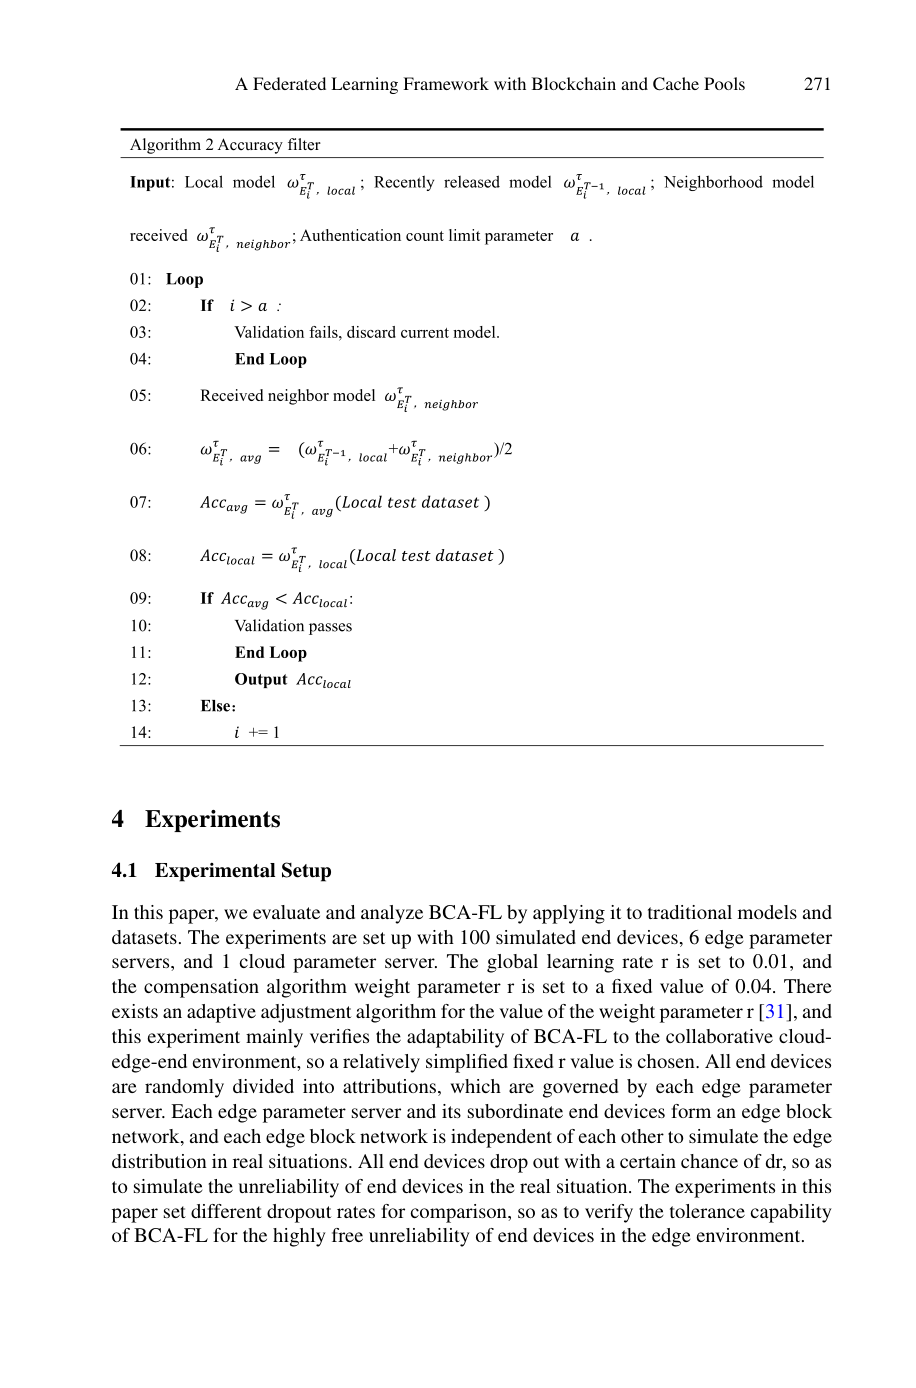 A Federated Learning Framework with Blockchain and Cache Pools 271
Algorithm 2 Accuracy filter
Input: Local model ω^τ_{E_i^T, local} ; Recently released model ω^τ_{E_i^{T−1}, local} ; Neighborhood model
received ω^τ_{E_i^T, neighbor} ; Authentication count limit parameter a .
01: Loop
02: If i > a :
03: Validation fails, discard current model.
04: End Loop
05: Received neighbor model ω^τ_{E_i^T, neighbor}
06: ω^τ_{E_i^T, avg} = (ω^τ_{E_i^{T−1}, local}+ω^τ_{E_i^T, neighbor})/2
07: Acc_{avg} = ω^τ_{E_i^T, avg}(Local test dataset )
08: Acc_{local} = ω^τ_{E_i^T, local}(Local test dataset )
09: If Acc_{avg} < Acc_{local}:
10: Validation passes
11: End Loop
12: Output Acc_{local}
13: Else：
14: i += 1
4 Experiments
4.1 Experimental Setup
In this paper, we evaluate and analyze BCA-FL by applying it to traditional models and
datasets. The experiments are set up with 100 simulated end devices, 6 edge parameter
servers, and 1 cloud parameter server. The global learning rate r is set to 0.01, and
the compensation algorithm weight parameter r is set to a fixed value of 0.04. There
exists an adaptive adjustment algorithm for the value of the weight parameter r [31], and
this experiment mainly verifies the adaptability of BCA-FL to the collaborative cloud-
edge-end environment, so a relatively simplified fixed r value is chosen. All end devices
are randomly divided into attributions, which are governed by each edge parameter
server. Each edge parameter server and its subordinate end devices form an edge block
network, and each edge block network is independent of each other to simulate the edge
distribution in real situations. All end devices drop out with a certain chance of dr, so as
to simulate the unreliability of end devices in the real situation. The experiments in this
paper set different dropout rates for comparison, so as to verify the tolerance capability
of BCA-FL for the highly free unreliability of end devices in the edge environment.